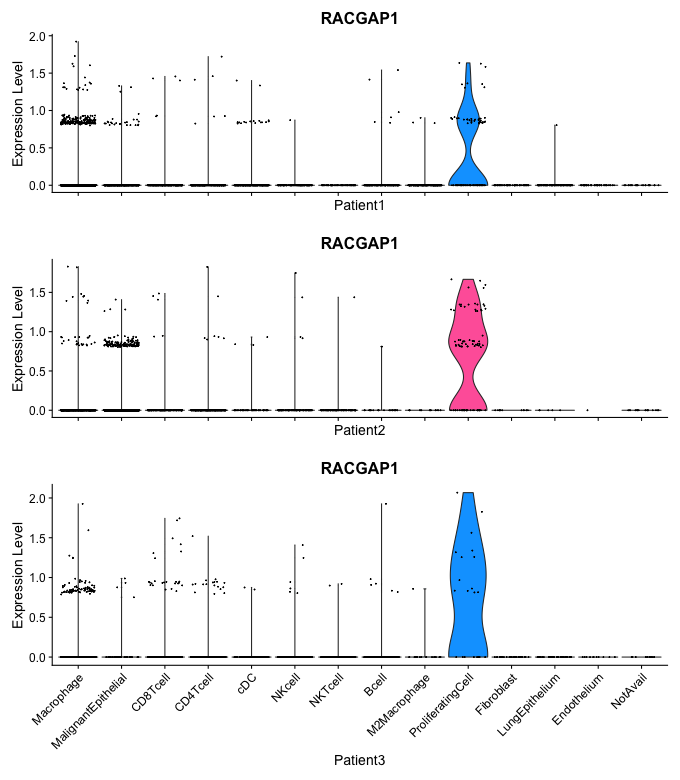 RACGAP1
Expression Level
2.0
1.5
1.0
0.5
0.0
Patient1
RACGAP1
Expression Level
1.5
1.0
0.5
0.0
Patient2
RACGAP1
Expression Level
2.0
1.5
1.0
0.5
0.0
Macrophage
MalignantEpithelial
CD8Tcell
CD4Tcell
cDC
NKcell
NKTcell
Bcell
M2Macrophage
ProliferatingCell
Fibroblast
LungEpithelium
Endothelium
NotAvail
Patient3